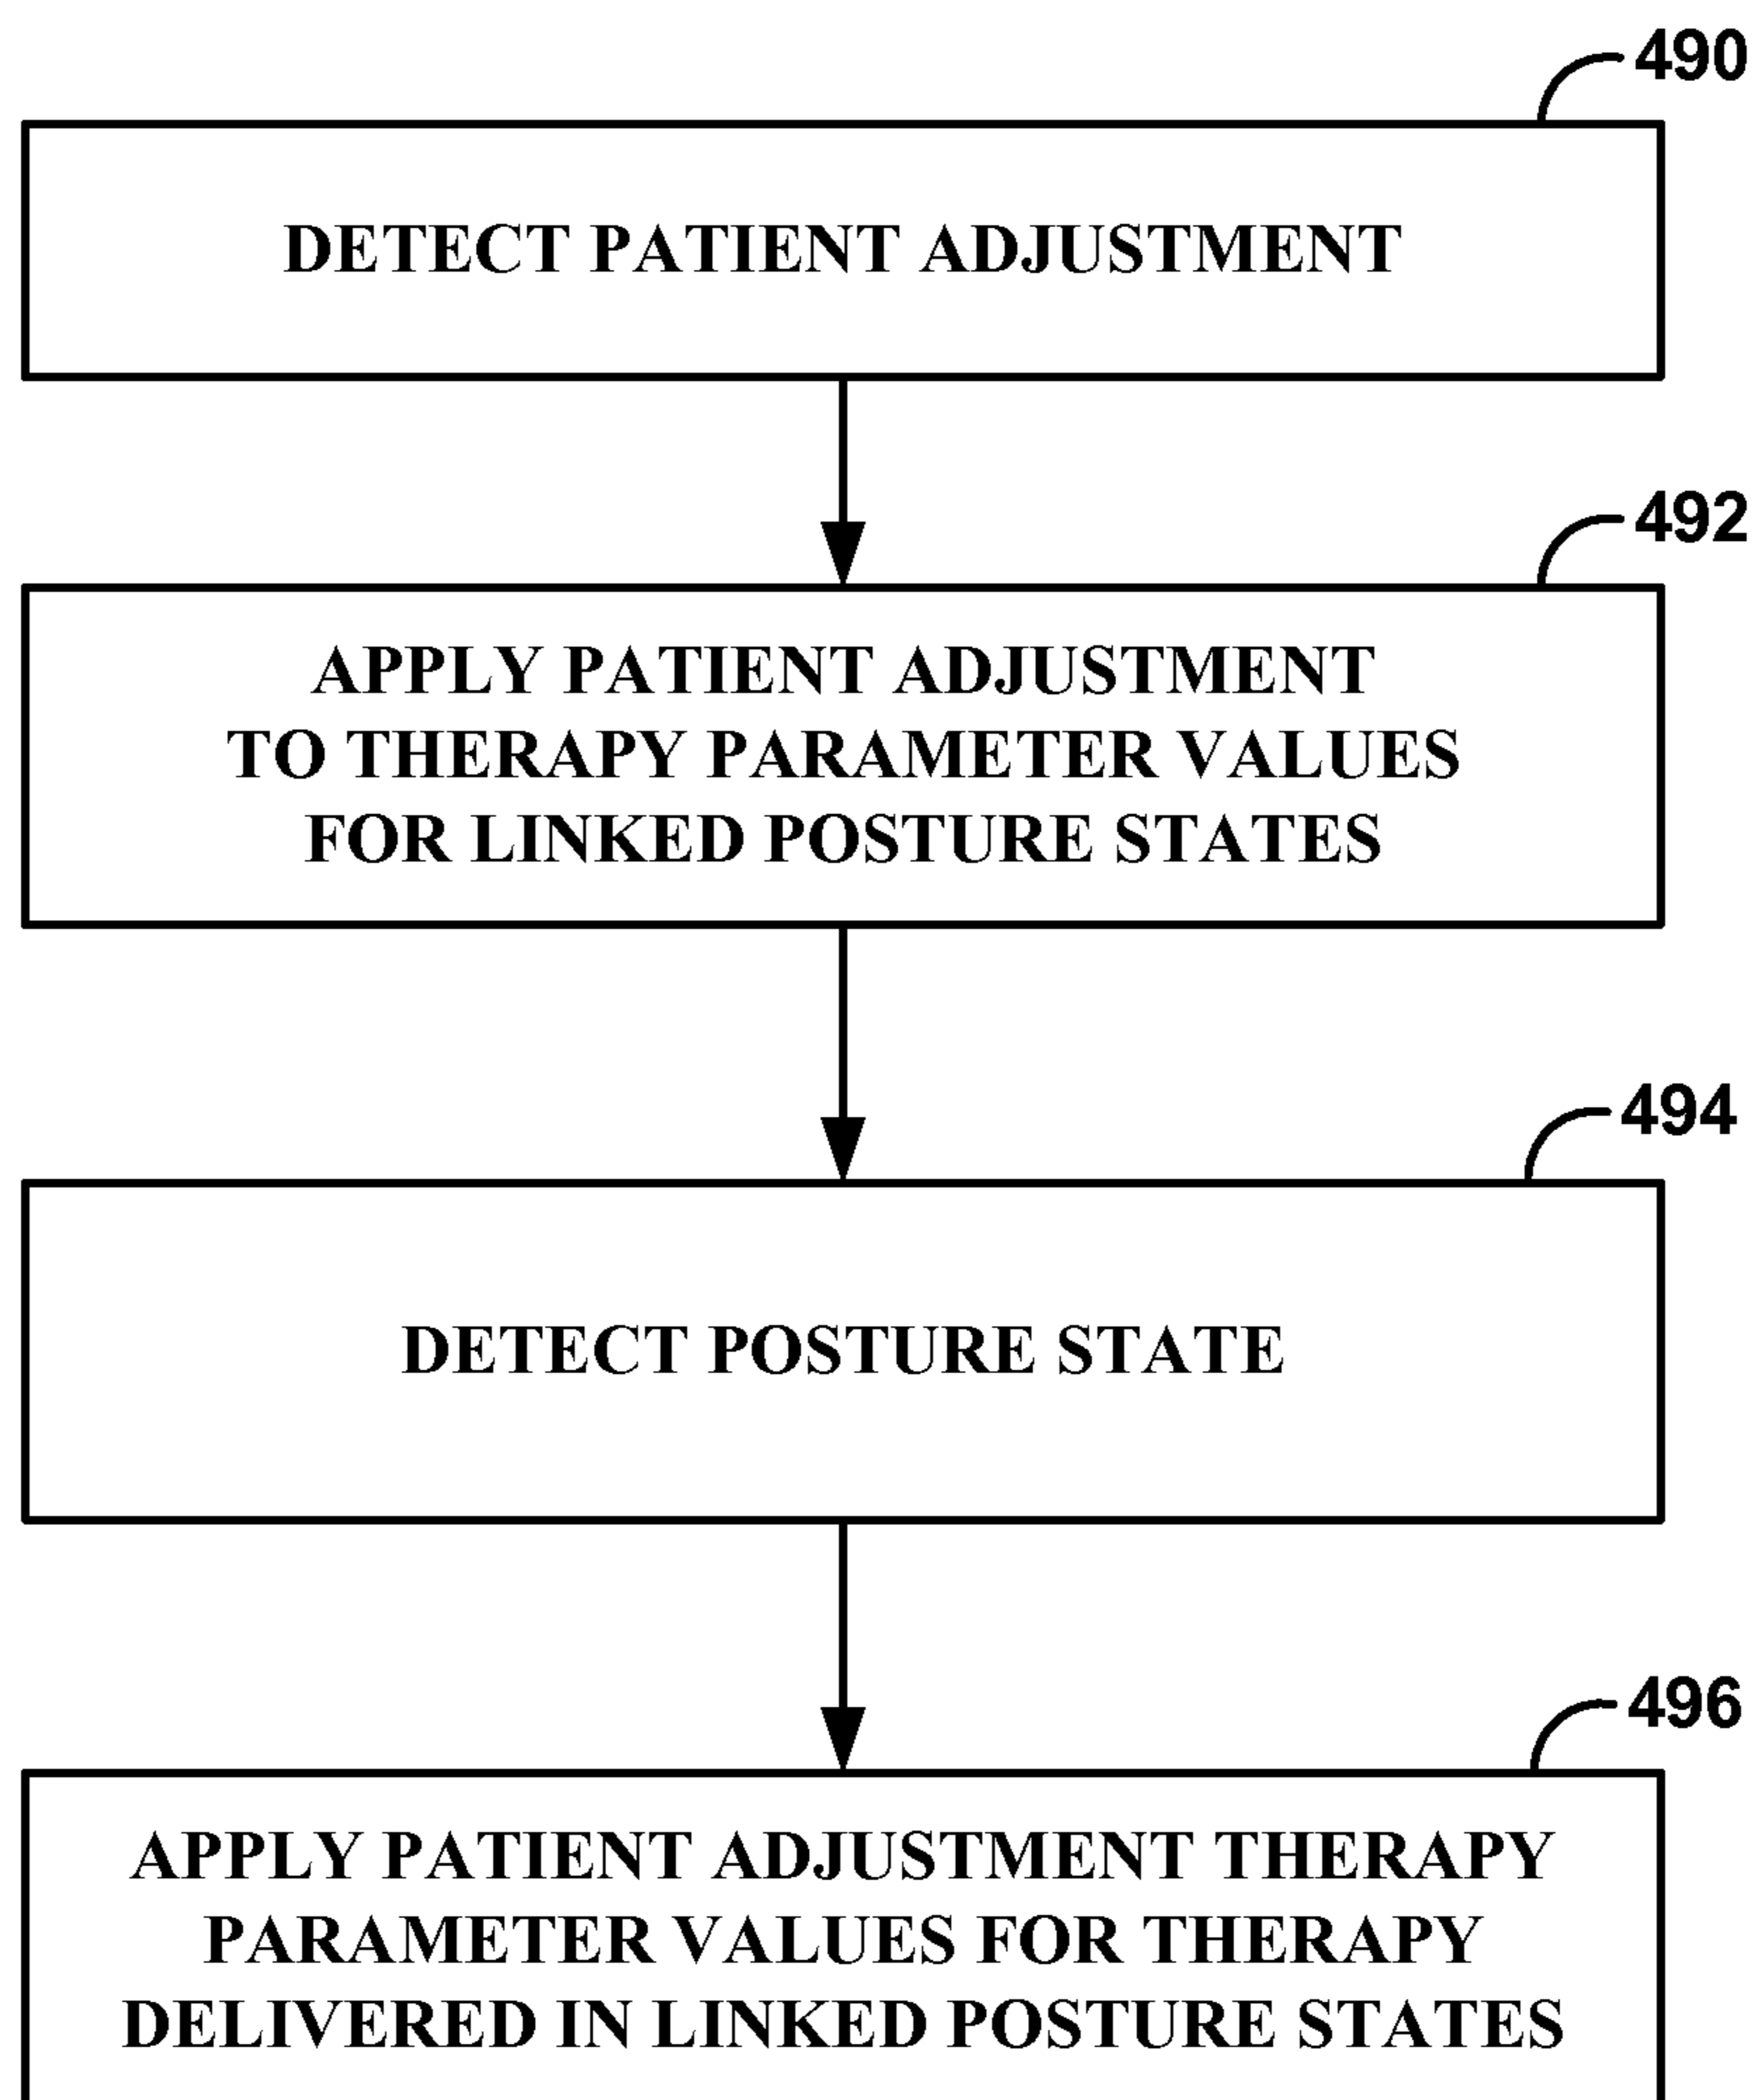 490
DETECT PATIENT ADJUSTMENT
492
APPLY PATIENT ADJUSTMENT
TO THERAPY PARAMETER VALUES
FOR LINKED POSTURE STATES
494
DETECT POSTURE STATE
496
APPLY PATIENT ADJUSTMENT THERAPY
PARAMETER VALUES FOR THERAPY
DELIVERED IN LINKED POSTURE STATES